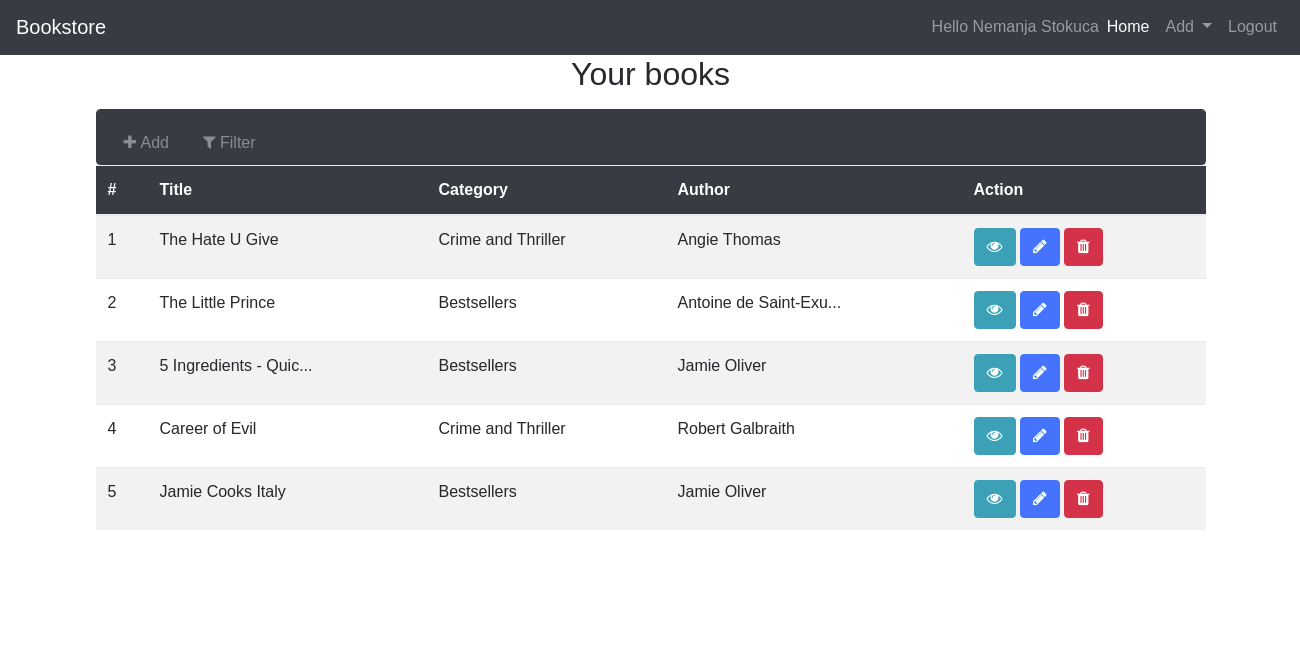 Bookstore Hello Nemanja Stokuca Home Add Logout
Your books
Add Filter
# Title Category Author Action
1 The Hate U Give Crime and Thriller Angie Thomas
2 The Little Prince Bestsellers Antoine de Saint-Exu...
3 5 Ingredients - Quic... Bestsellers Jamie Oliver
4 Career of Evil Crime and Thriller Robert Galbraith
5 Jamie Cooks Italy Bestsellers Jamie Oliver